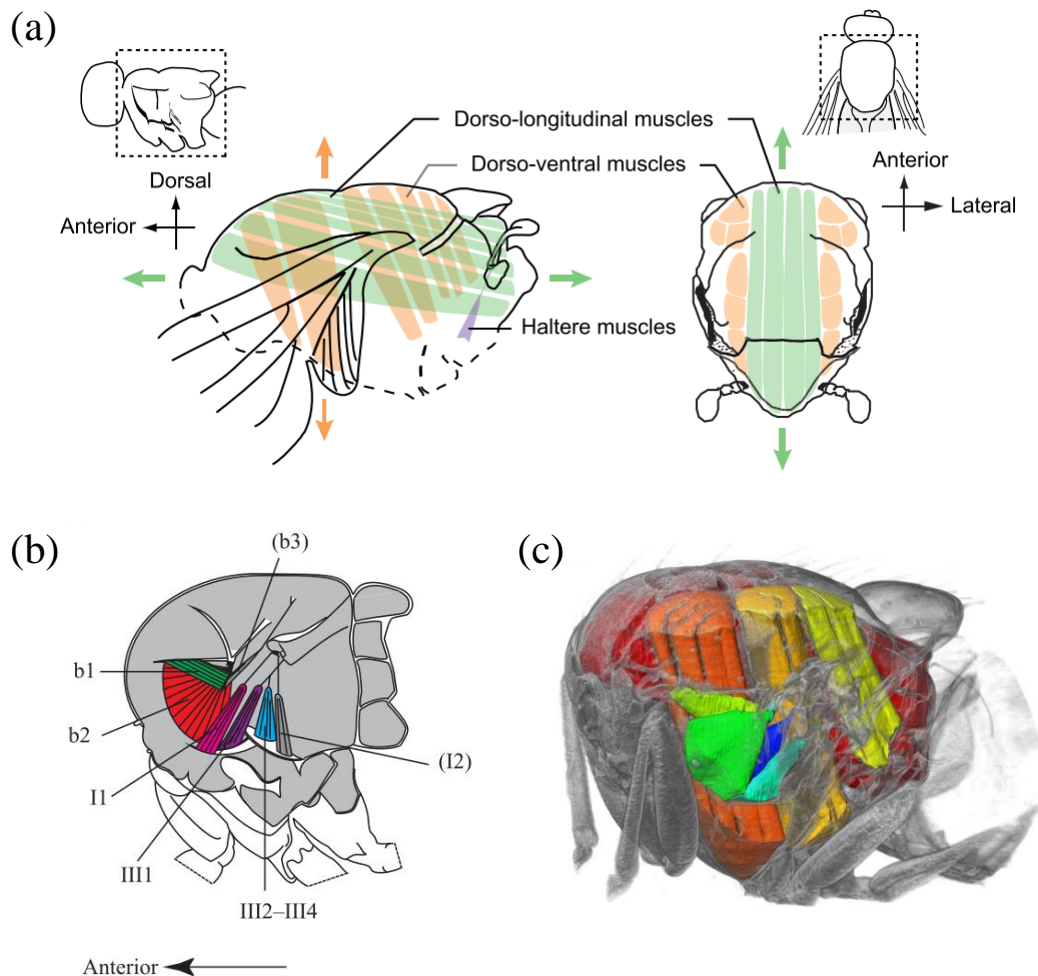 (a)
Dorso-longitudinal muscles
Dorso-ventral muscles
Dorsal
Anterior
Anterior
Lateral
Haltere muscles
(b)
(b3)
b1
b2
I1
(I2)
III1
III2–III4
Anterior
(c)